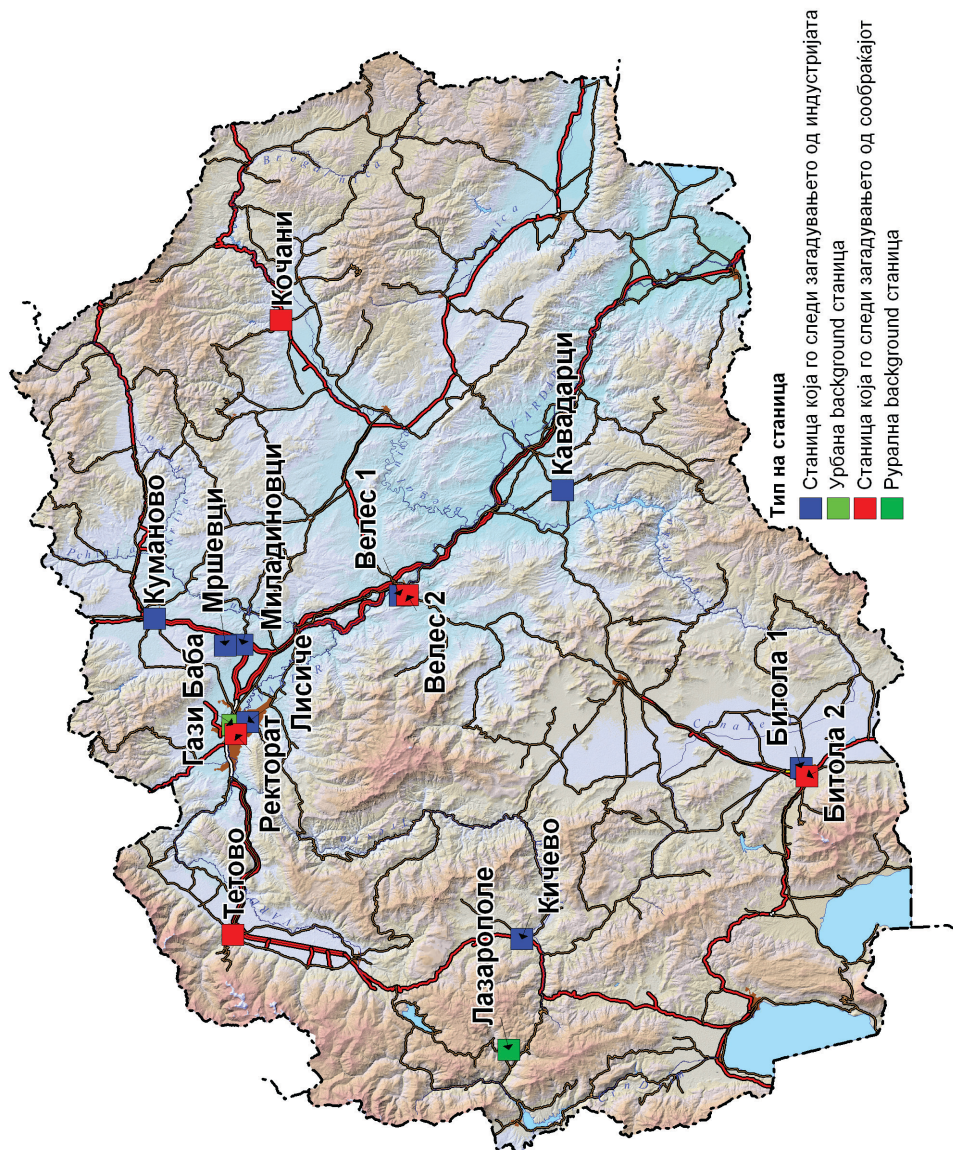 Кочани
Куманово
Мршевци
Миладиновци
Гази Баба
Лисиче
Ректорат
Тетово
Велес 1
Велес 2
Кавадарци
Лазарополе
Кичево
Битола 1
Битола 2
Тип на станица
Станица која го следи загадувањето од индустријата
Урбана background станица
Станица која го следи загадувањето од сообраќајот
Рурална background станица